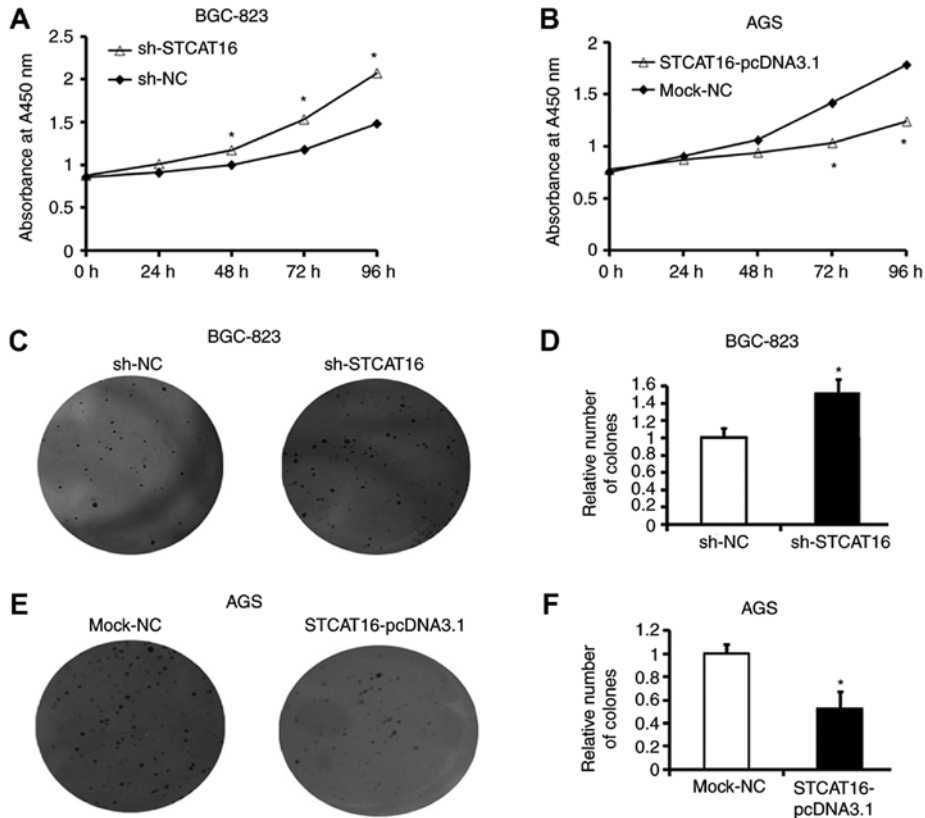 A
BGC-823
2.5
2
1.5
1
0.5
0
Absorbance at A450 nm
sh-STCAT16
sh-NC
*
*
*
0 h 24 h 48 h 72 h 96 h
B
AGS
2
1.5
1
0.5
0
Absorbance at A450 nm
STCAT16-pcDNA3.1
Mock-NC
*
*
0 h 24 h 48 h 72 h 96 h
C
BGC-823
sh-NC sh-STCAT16
D
BGC-823
Relative number
of colones
1.6
1.4
1.2
1
0.8
0.6
0.4
0.2
0
*
sh-NC sh-STCAT16
E
AGS
Mock-NC STCAT16-pcDNA3.1
F
AGS
Relative number
of colones
1.2
1
0.8
0.6
0.4
0.2
0
*
Mock-NC STCAT16-
pcDNA3.1